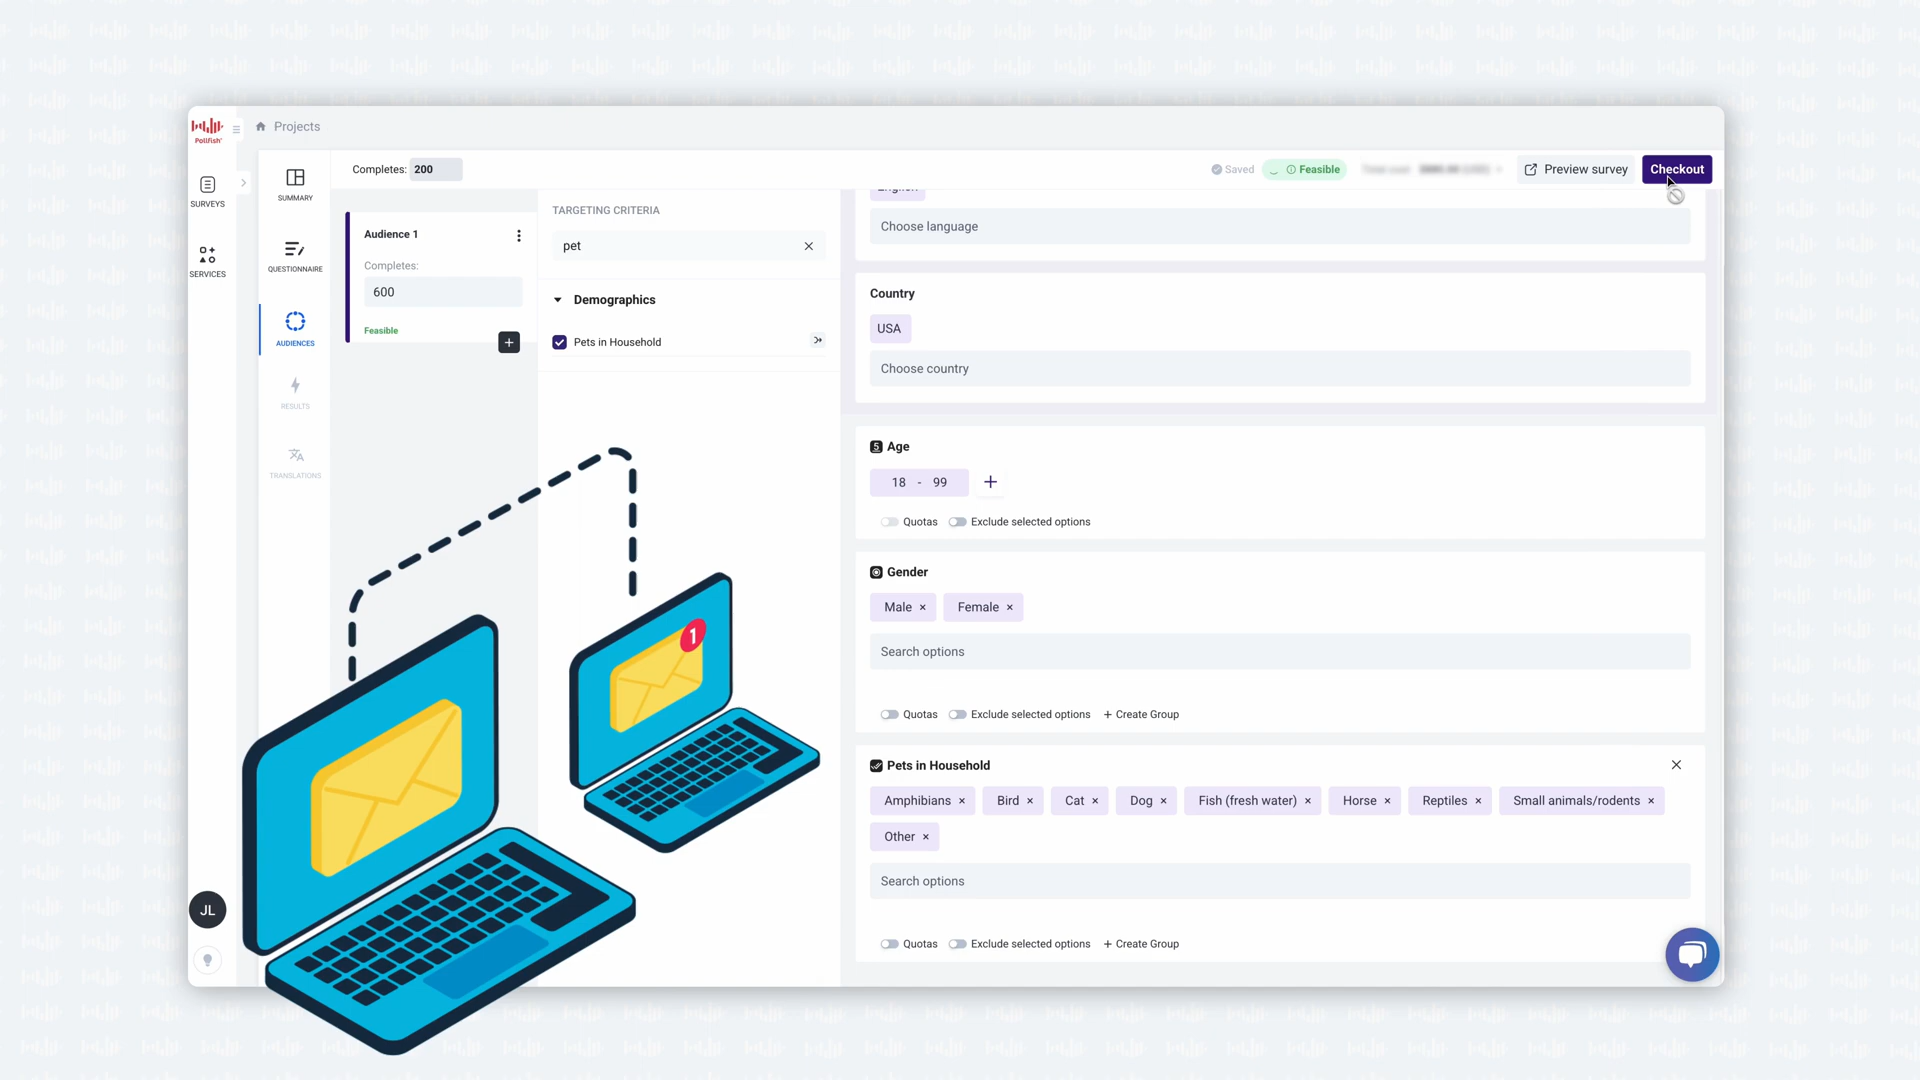 Pollfish
Projects
Completes: 200
Saved
Feasible
Preview survey
Checkout
SURVEYS
SERVICES
SUMMARY
QUESTIONNAIRE
AUDIENCES
RESULTS
TRANSLATIONS
JL
Audience 1
Completes:
600
Feasible
+
TARGETING CRITERIA
pet
Demographics
Pets in Household
1
English
Choose language
Country
USA
Choose country
Age
18 - 99 +
Quotas Exclude selected options
Gender
Male × Female ×
Search options
Quotas Exclude selected options + Create Group
Pets in Household
Amphibians × Bird × Cat × Dog × Fish (fresh water) × Horse × Reptiles × Small animals/rodents ×
Other ×
Search options
Quotas Exclude selected options + Create Group